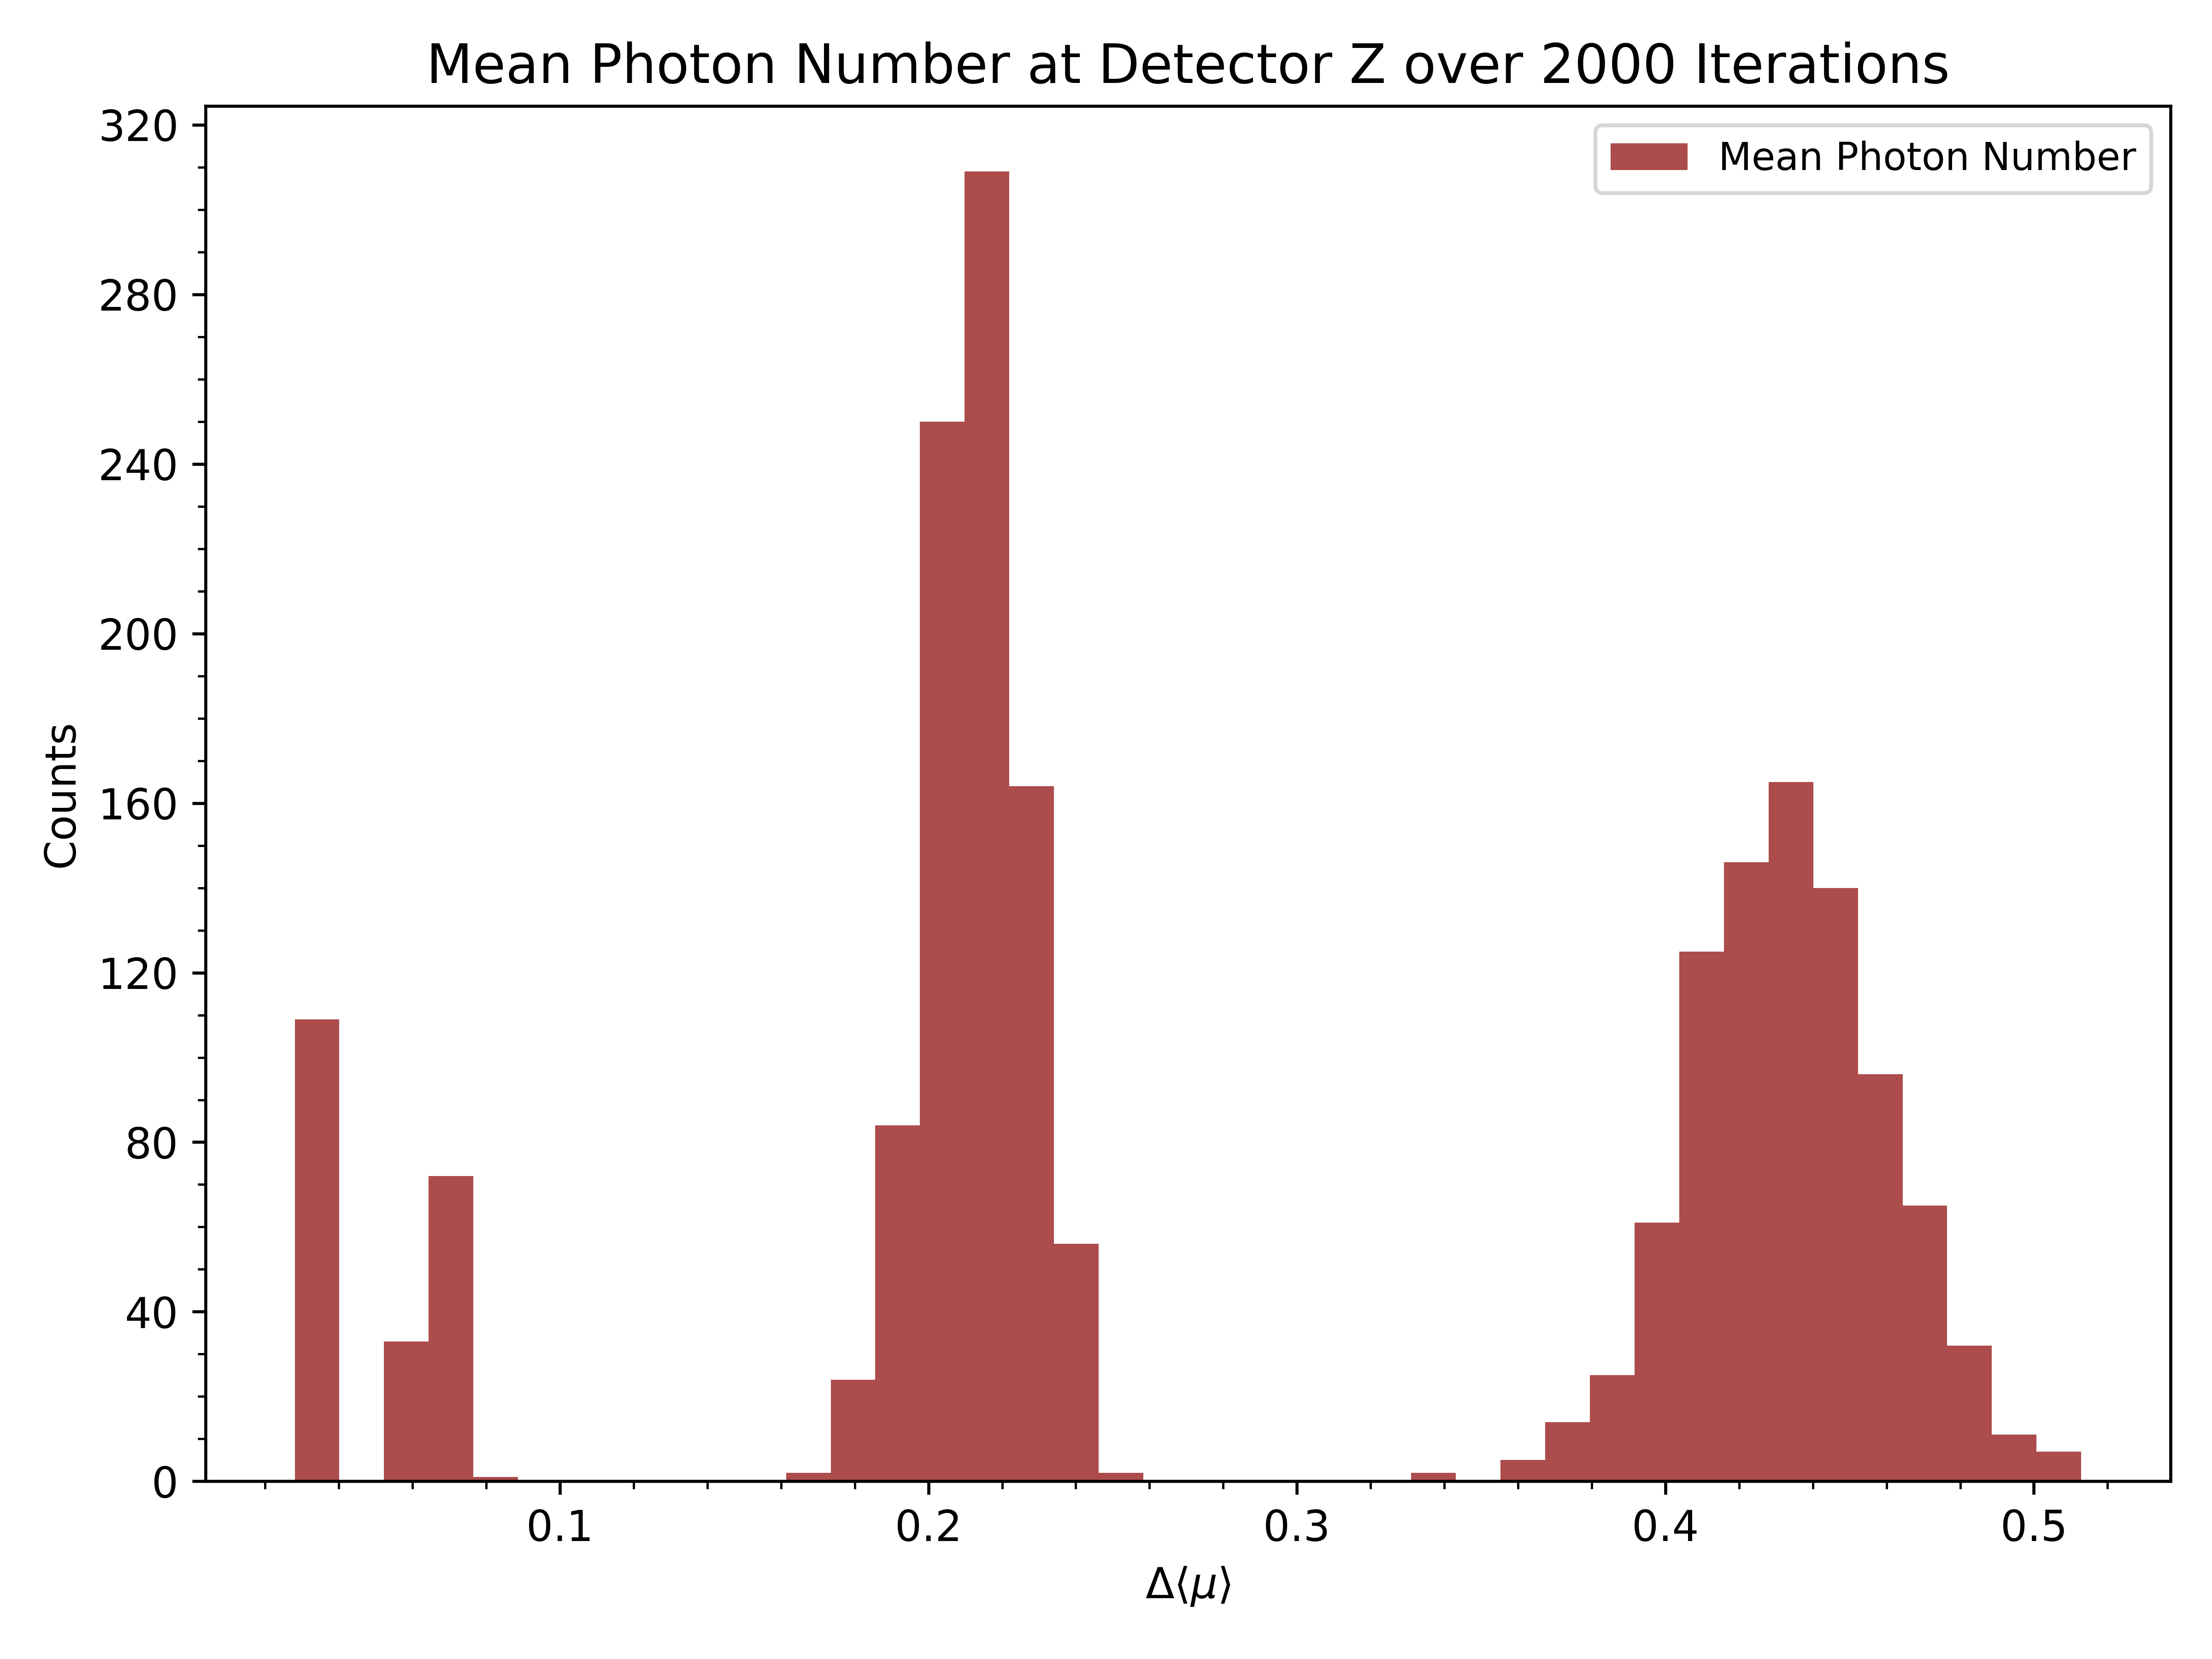 Mean Photon Number at Detector Z over 2000 Iterations
Mean Photon Number
320
280
240
200
160
120
80
40
0
Counts
0.1 0.2 0.3 0.4 0.5
Δ⟨μ⟩